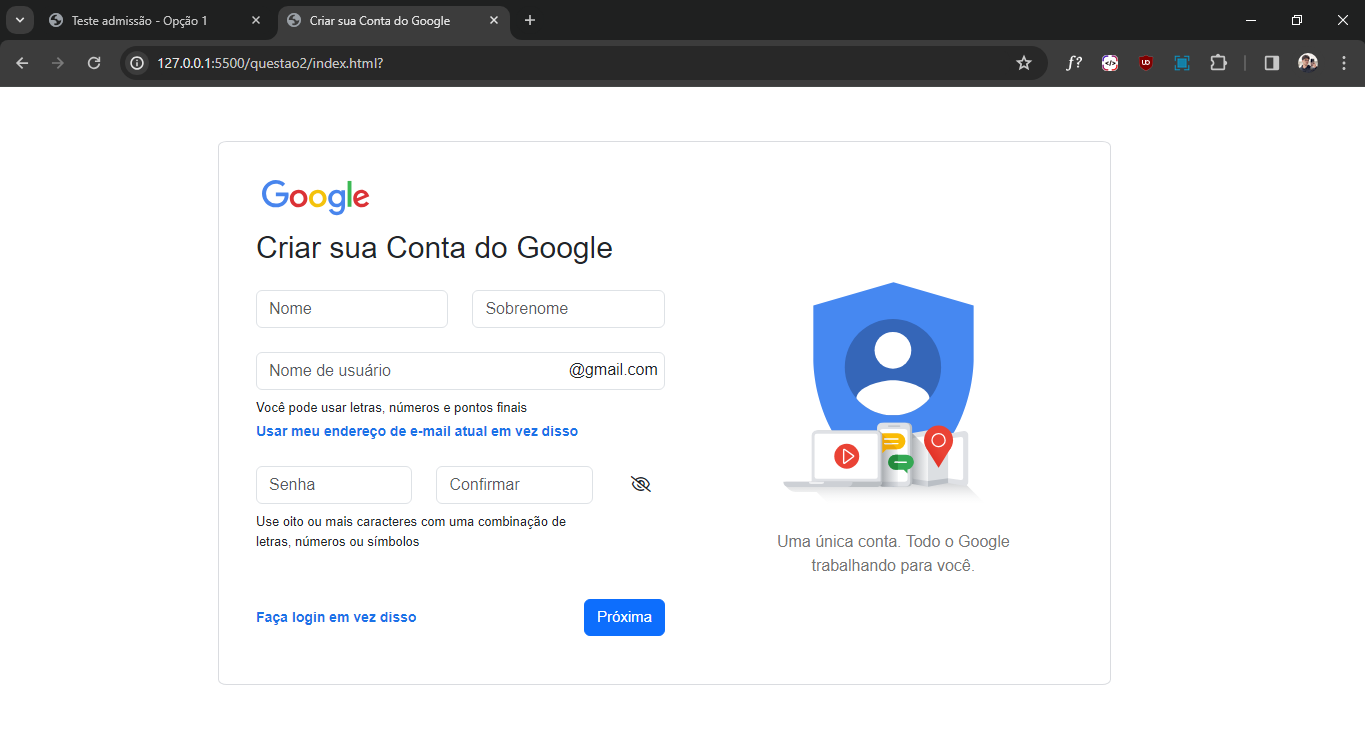 Teste admissão - Opção 1
Criar sua Conta do Google
127.0.0.1:5500/questao2/index.html?
f?
</>
UD
Google
Criar sua Conta do Google
Nome
Sobrenome
Nome de usuário
@gmail.com
Você pode usar letras, números e pontos finais
Usar meu endereço de e-mail atual em vez disso
Senha
Confirmar
Use oito ou mais caracteres com uma combinação de
letras, números ou símbolos
Faça login em vez disso
Próxima
Uma única conta. Todo o Google
trabalhando para você.